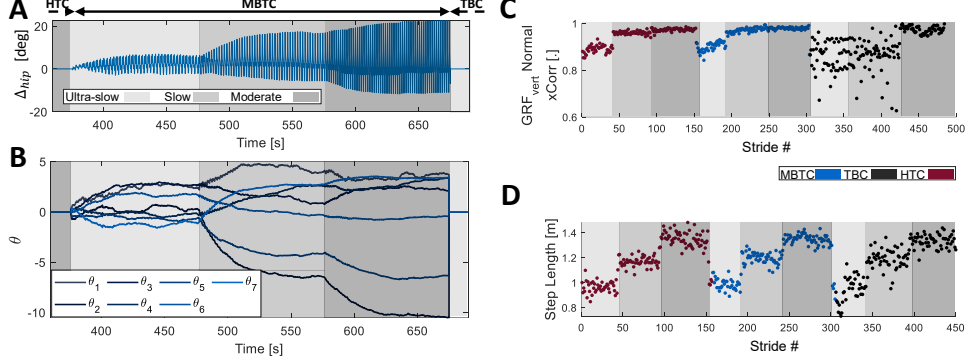 A
HTC MBTC TBC
Δhip [deg]
20
0
-20
Ultra-slow Slow Moderate
400 450 500 550 600 650
Time [s]
B
θ
5
0
-5
-10
θ1 θ3 θ5 θ7
θ2 θ4 θ6
400 450 500 550 600 650
Time [s]
C
GRFvert Normal
xCorr [.]
1
0.8
0.6
0 50 100 150 200 250 300 350 400 450 500
Stride #
MBTC TBC HTC
D
Step Length [m]
1.4
1.2
1
0.8
0 50 100 150 200 250 300 350 400 450
Stride #